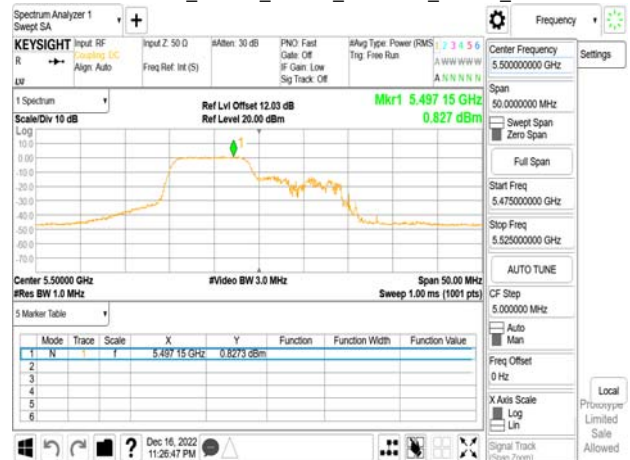 Spectrum Analyzer 1
Swept SA
Frequency
KEYSIGHT
R
LU
Input: RF
Coupling: DC
Align: Auto
Input Z: 50 Ω
Freq Ref: Int (S)
#Atten: 30 dB
PNO: Fast
Gate: Off
IF Gain: Low
Sig Track: Off
#Avg Type: Power (RMS
Trig: Free Run
1 2 3 4 5 6
A W W W W W
A N N N N N
1 Spectrum
Scale/Div 10 dB
Ref Lvl Offset 12.03 dB
Ref Level 20.00 dBm
Mkr1 5.497 15 GHz
0.827 dBm
Log
10.0
0.00
-10.0
-20.0
-30.0
-40.0
-50.0
-60.0
-70.0
1
Center 5.50000 GHz
#Res BW 1.0 MHz
#Video BW 3.0 MHz
Span 50.00 MHz
Sweep 1.00 ms (1001 pts)
5 Marker Table
Mode Trace Scale X Y Function Function Width Function Value
1 N 1 f 5.497 15 GHz 0.8273 dBm
2
3
4
5
6
Dec 16, 2022
11:26:47 PM
Center Frequency
5.500000000 GHz
Settings
Span
50.0000000 MHz
Swept Span
Zero Span
Full Span
Start Freq
5.475000000 GHz
Stop Freq
5.525000000 GHz
AUTO TUNE
CF Step
5.000000 MHz
Auto
Man
Freq Offset
0 Hz
X Axis Scale
Log
Lin
Signal Track
(Span Zoom)
Local
Prototype
Limited
Sale
Allowed